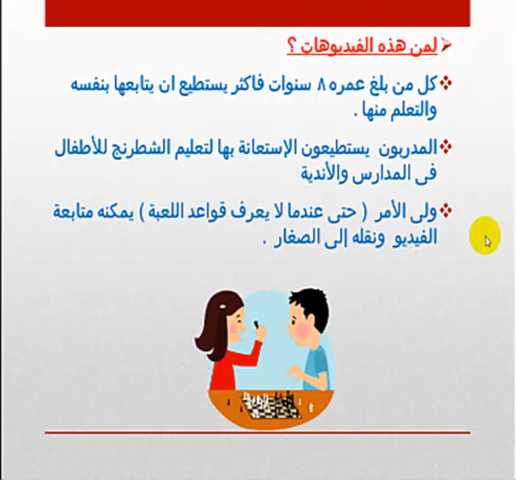 لمن هذه الفيديوهات ؟
كل من بلغ عمره ٨ سنوات فاكثر يستطيع ان يتابعها بنفسه
والتعلم منها .
المدربون يستطيعون الإستعانة بها لتعليم الشطرنج للأطفال
فى المدارس والأندية
ولى الأمر ( حتى عندما لا يعرف قواعد اللعبة ) يمكنه متابعة
الفيديو ونقله إلى الصغار .